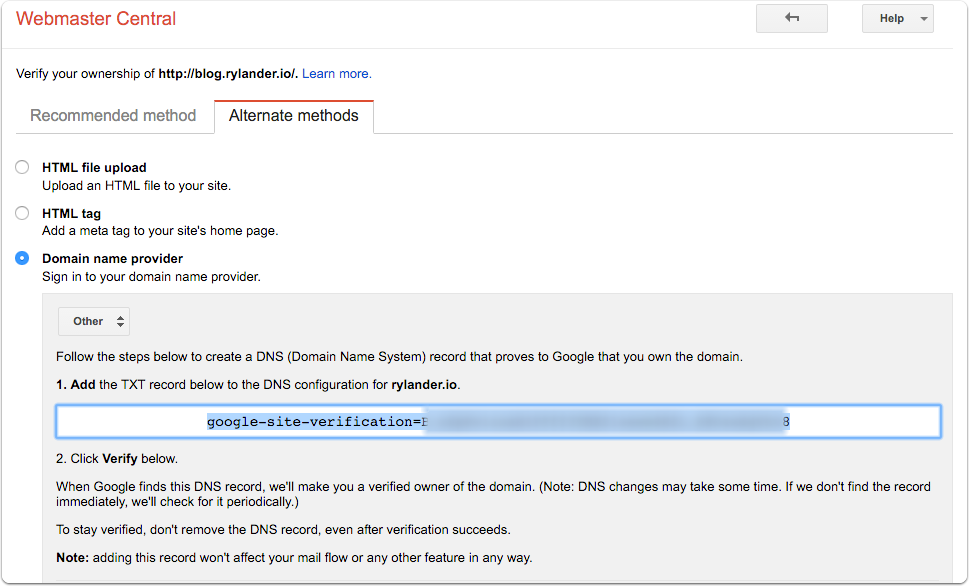 Webmaster Central
Help
Verify your ownership of http://blog.rylander.io/. Learn more.
Recommended method
Alternate methods
HTML file upload
Upload an HTML file to your site.
HTML tag
Add a meta tag to your site's home page.
Domain name provider
Sign in to your domain name provider.
Other
Follow the steps below to create a DNS (Domain Name System) record that proves to Google that you own the domain.
1. Add the TXT record below to the DNS configuration for rylander.io.
google-site-verification=
2. Click Verify below.
When Google finds this DNS record, we'll make you a verified owner of the domain. (Note: DNS changes may take some time. If we don't find the record
immediately, we'll check for it periodically.)
To stay verified, don't remove the DNS record, even after verification succeeds.
Note: adding this record won't affect your mail flow or any other feature in any way.